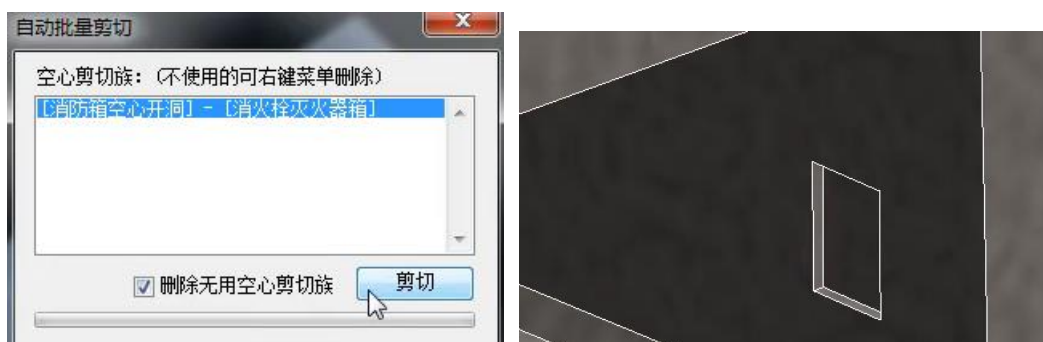 自动批量剪切
空心剪切族：（不使用的可右键菜单删除）
[消防箱空心开洞] - [消火栓灭火器箱]
删除无用空心剪切族
剪切